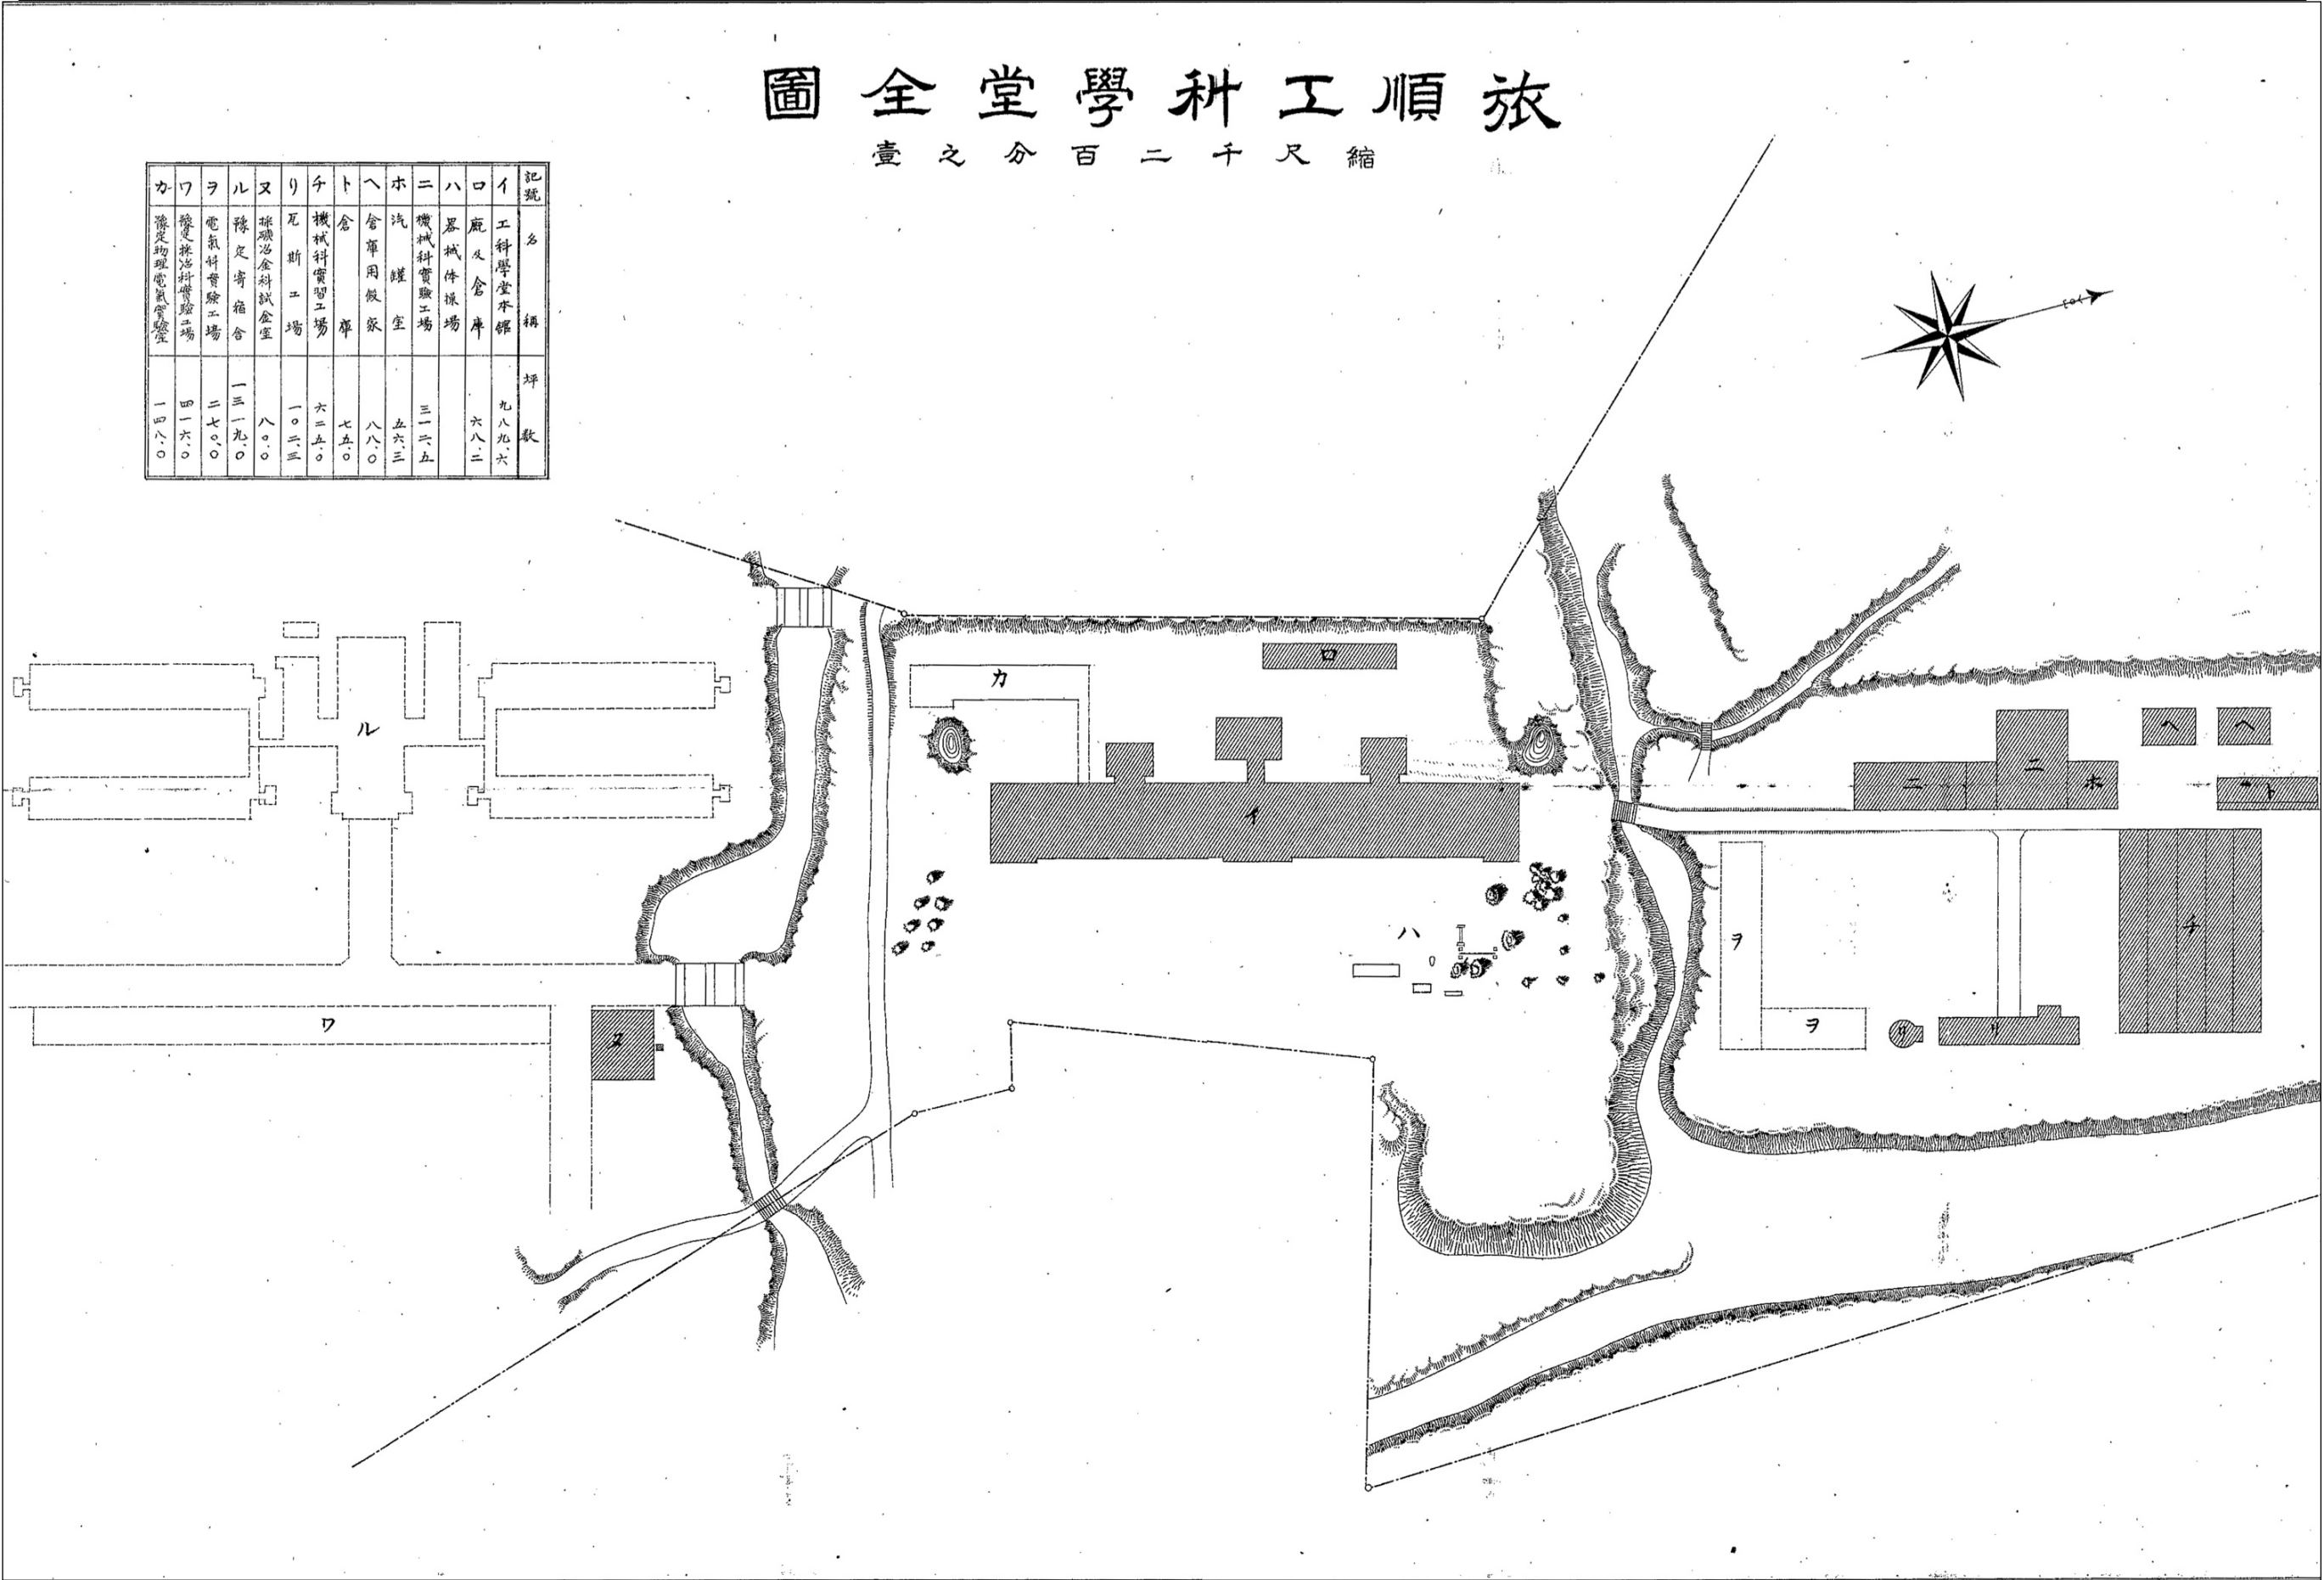 旅順工科學堂全圖
縮尺千二百分之壹
記號 名稱 坪数
イ 工科學堂本館 九八九.六
ロ 廐及倉庫 六八.二
ハ 器械体操場
ニ 機械科實驗工場 三一二.五
ホ 汽罐室 五六.三
ヘ 倉庫用假家 八八.〇
ト 倉庫 七五.〇
チ 機械科實習工場 六二五.〇
リ 瓦斯工場 一〇二.三
ヌ 採礦冶金科試金室 八〇.〇
ル 豫定寄宿舍 一三一九.〇
ヲ 電氣科實驗工場 二七〇.〇
ワ 豫定採冶科實驗工場 四一六.〇
カ 豫定物理電氣實驗室 一四八.〇
ロ
カ
ヘ
ヘ
ル
ニ
ニ
ホ
ト
イ
チ
ハ
ヲ
ワ
ヌ
ヲ
リ
リ